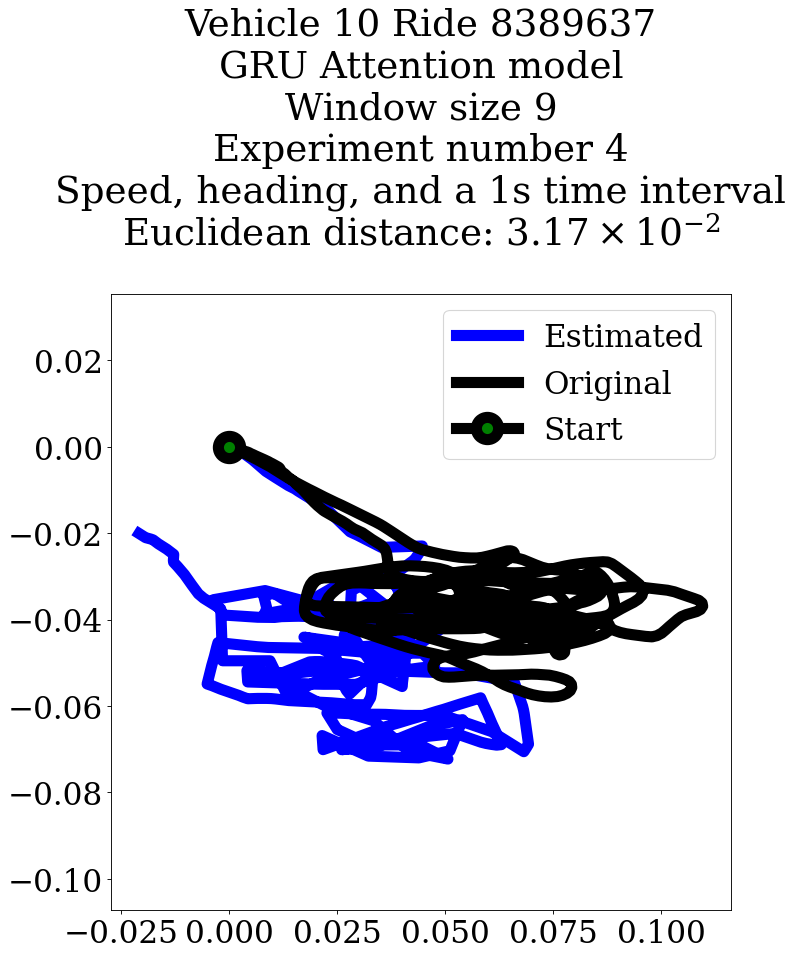 Vehicle 10 Ride 8389637
GRU Attention model
Window size 9
Experiment number 4
Speed, heading, and a 1s time interval
Euclidean distance: 3.17 × 10⁻²
Estimated
Original
Start
0.02
0.00
−0.02
−0.04
−0.06
−0.08
−0.10
−0.025 0.000 0.025 0.050 0.075 0.100